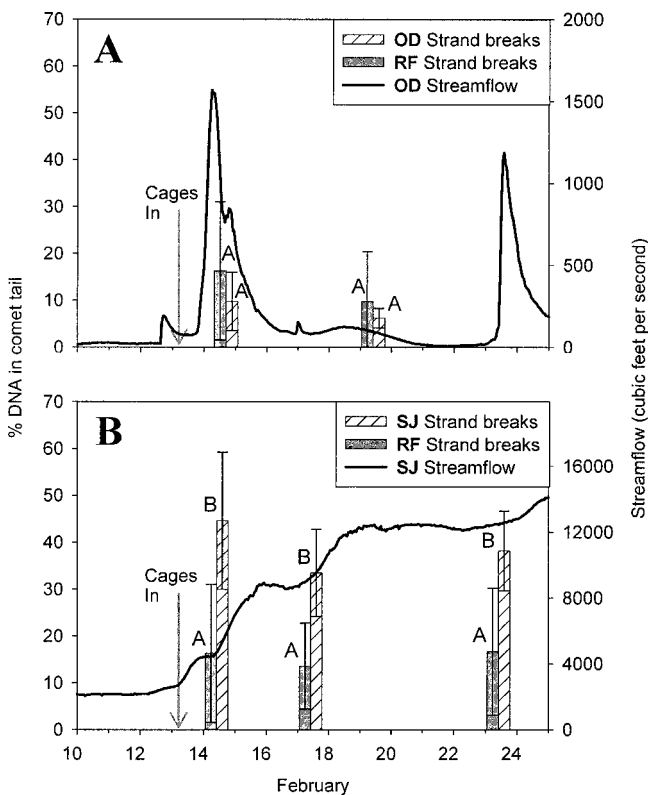 A
70
60
50
40
30
20
10
0
OD Strand breaks
RF Strand breaks
OD Streamflow
2000
1500
1000
500
0
Cages
In
A
A
A
A
% DNA in comet tail
Streamflow (cubic feet per second)
B
70
60
50
40
30
20
10
0
SJ Strand breaks
RF Strand breaks
SJ Streamflow
16000
12000
8000
4000
0
Cages
In
A
B
A
B
A
B
10
14
16
18
20
22
24
February